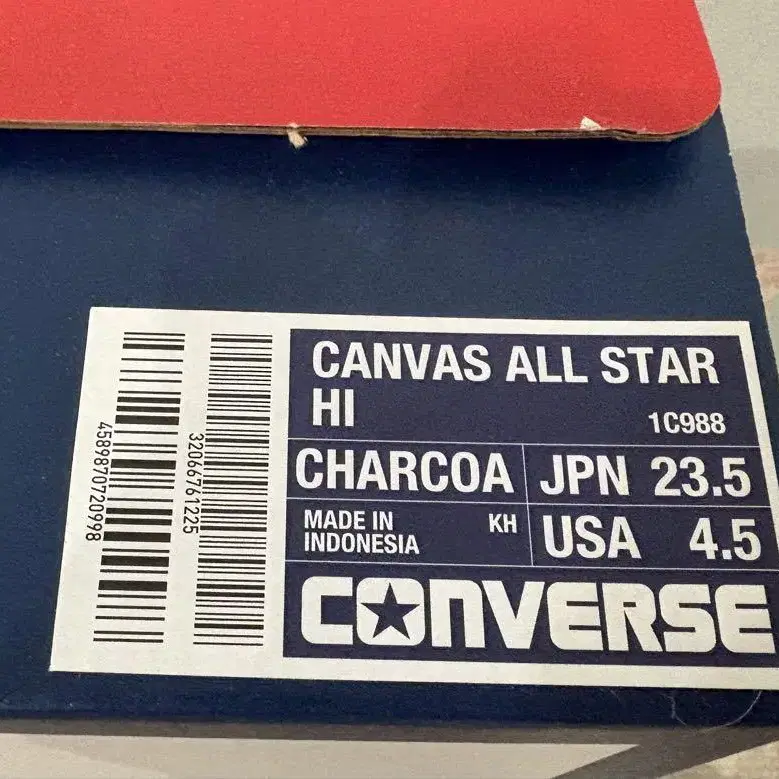 CANVAS ALL STAR
HI 1C988
CHARCOA JPN 23.5
MADE IN
INDONESIA KH USA 4.5
CONVERSE
4589870720998
32066761225